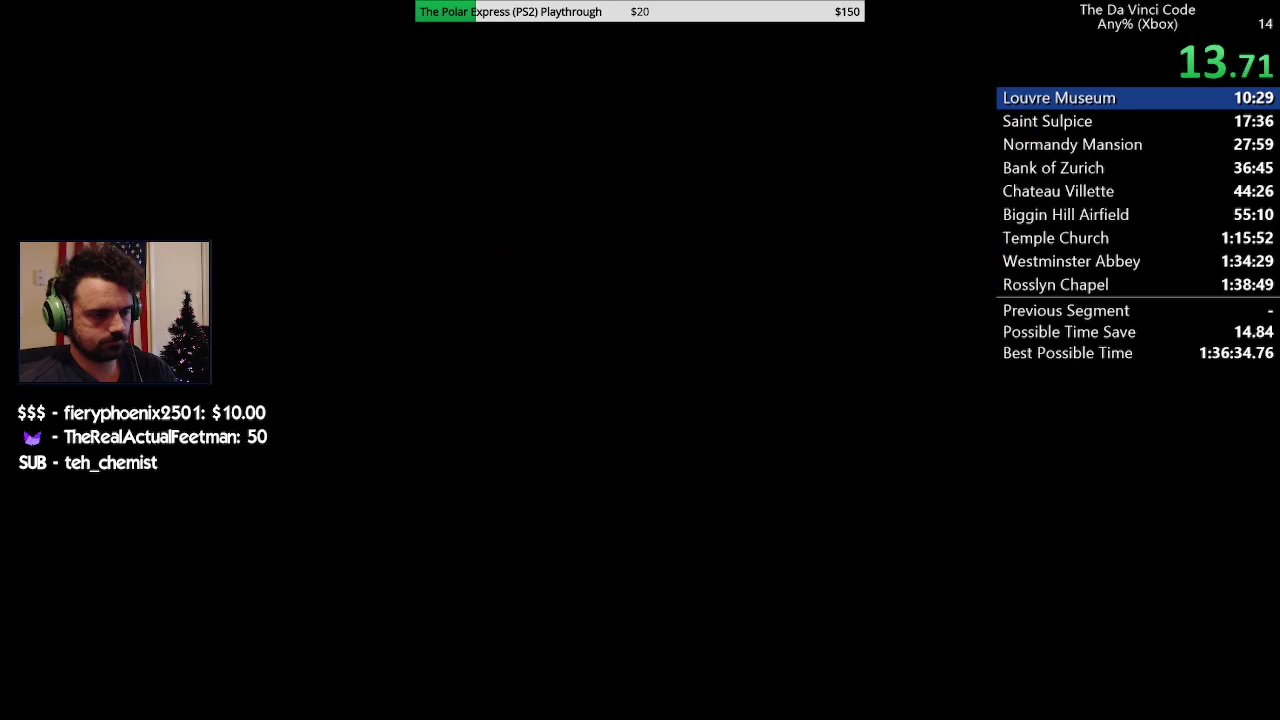 The Polar Express (PS2) Playthrough $20 $150
The Da Vinci Code
Any% (Xbox) 14
13.71
Louvre Museum 10:29
Saint Sulpice 17:36
Normandy Mansion 27:59
Bank of Zurich 36:45
Chateau Villette 44:26
Biggin Hill Airfield 55:10
Temple Church 1:15:52
Westminster Abbey 1:34:29
Rosslyn Chapel 1:38:49
Previous Segment -
Possible Time Save 14.84
Best Possible Time 1:36:34.76
$$$ - fieryphoenix2501: $10.00
- TheRealActualFeetman: 50
SUB - teh_chemist